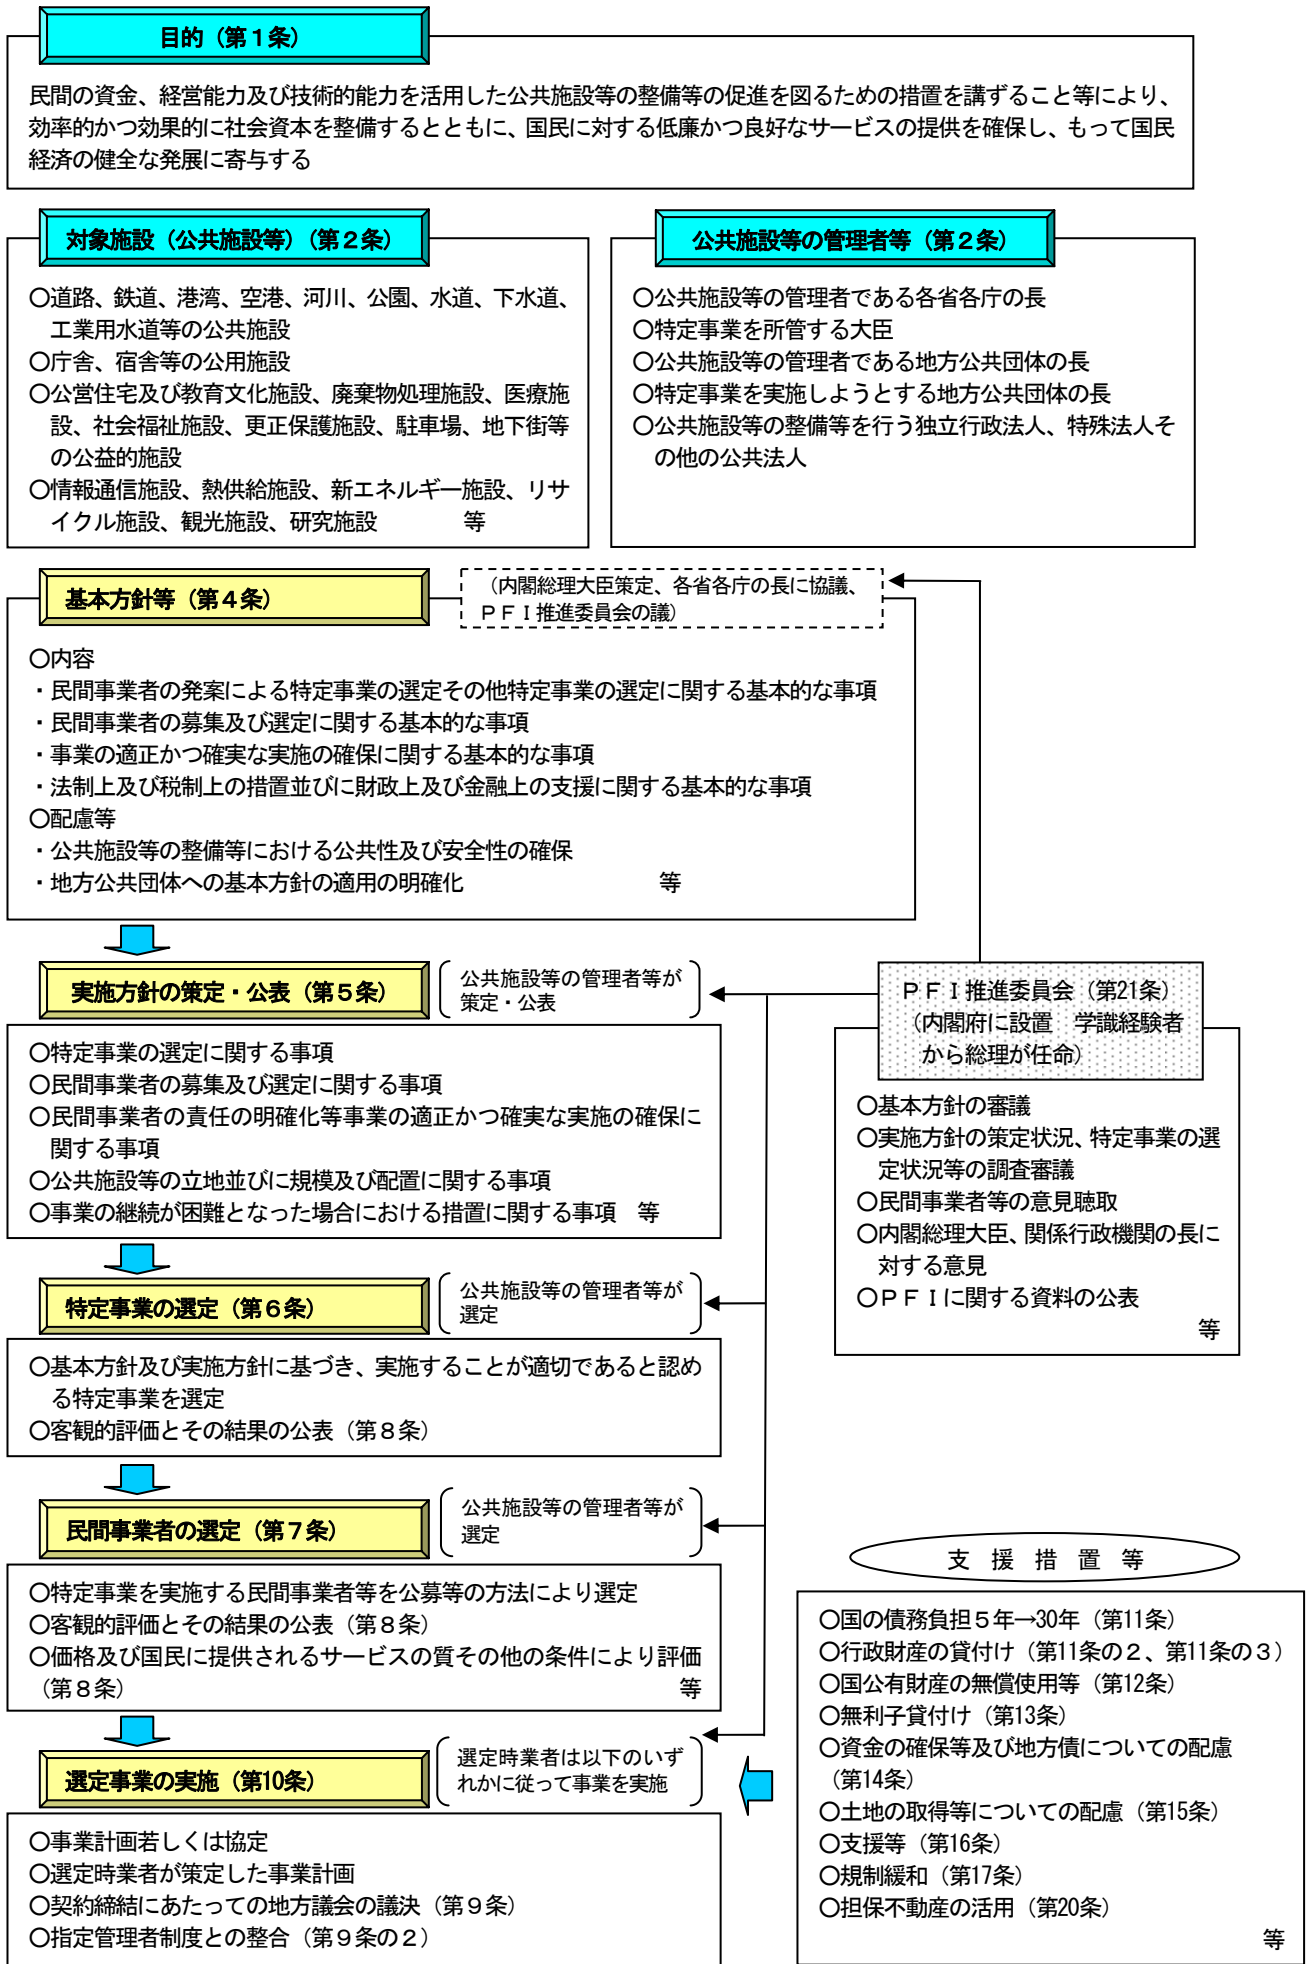 目的（第１条）
民間の資金、経営能力及び技術的能力を活用した公共施設等の整備等の促進を図るための措置を講ずること等により、
効率的かつ効果的に社会資本を整備するとともに、国民に対する低廉かつ良好なサービスの提供を確保し、もって国民
経済の健全な発展に寄与する
対象施設（公共施設等）（第２条）
〇道路、鉄道、港湾、空港、河川、公園、水道、下水道、
工業用水道等の公共施設
〇庁舎、宿舎等の公用施設
〇公営住宅及び教育文化施設、廃棄物処理施設、医療施
設、社会福祉施設、更正保護施設、駐車場、地下街等
の公益的施設
〇情報通信施設、熱供給施設、新エネルギー施設、リサ
イクル施設、観光施設、研究施設　　　　等
公共施設等の管理者等（第２条）
〇公共施設等の管理者である各省各庁の長
〇特定事業を所管する大臣
〇公共施設等の管理者である地方公共団体の長
〇特定事業を実施しようとする地方公共団体の長
〇公共施設等の整備等を行う独立行政法人、特殊法人そ
の他の公共法人
基本方針等（第４条）
（内閣総理大臣策定、各省各庁の長に協議、
ＰＦＩ推進委員会の議）
〇内容
・民間事業者の発案による特定事業の選定その他特定事業の選定に関する基本的な事項
・民間事業者の募集及び選定に関する基本的な事項
・事業の適正かつ確実な実施の確保に関する基本的な事項
・法制上及び税制上の措置並びに財政上及び金融上の支援に関する基本的な事項
〇配慮等
・公共施設等の整備等における公共性及び安全性の確保
・地方公共団体への基本方針の適用の明確化　　　　　　　　　等
実施方針の策定・公表（第５条）
公共施設等の管理者等が
策定・公表
〇特定事業の選定に関する事項
〇民間事業者の募集及び選定に関する事項
〇民間事業者の責任の明確化等事業の適正かつ確実な実施の確保に
関する事項
〇公共施設等の立地並びに規模及び配置に関する事項
〇事業の継続が困難となった場合における措置に関する事項　等
ＰＦＩ推進委員会（第21条）
（内閣府に設置　学識経験者
から総理が任命）
〇基本方針の審議
〇実施方針の策定状況、特定事業の選
定状況等の調査審議
〇民間事業者等の意見聴取
〇内閣総理大臣、関係行政機関の長に
対する意見
〇ＰＦＩに関する資料の公表
等
特定事業の選定（第６条）
公共施設等の管理者等が
選定
〇基本方針及び実施方針に基づき、実施することが適切であると認め
る特定事業を選定
〇客観的評価とその結果の公表（第８条）
民間事業者の選定（第７条）
公共施設等の管理者等が
選定
〇特定事業を実施する民間事業者等を公募等の方法により選定
〇客観的評価とその結果の公表（第８条）
〇価格及び国民に提供されるサービスの質その他の条件により評価
（第８条）　　　　　　　　　　　　　　　　　　　　　　　　　等
選定事業の実施（第10条）
選定時業者は以下のいず
れかに従って事業を実施
〇事業計画若しくは協定
〇選定時業者が策定した事業計画
〇契約締結にあたっての地方議会の議決（第９条）
〇指定管理者制度との整合（第９条の２）
支　援　措　置　等
〇国の債務負担５年→30年（第11条）
〇行政財産の貸付け（第11条の２、第11条の３）
〇国公有財産の無償使用等（第12条）
〇無利子貸付け（第13条）
〇資金の確保等及び地方債についての配慮
（第14条）
〇土地の取得等についての配慮（第15条）
〇支援等（第16条）
〇規制緩和（第17条）
〇担保不動産の活用（第20条）
等